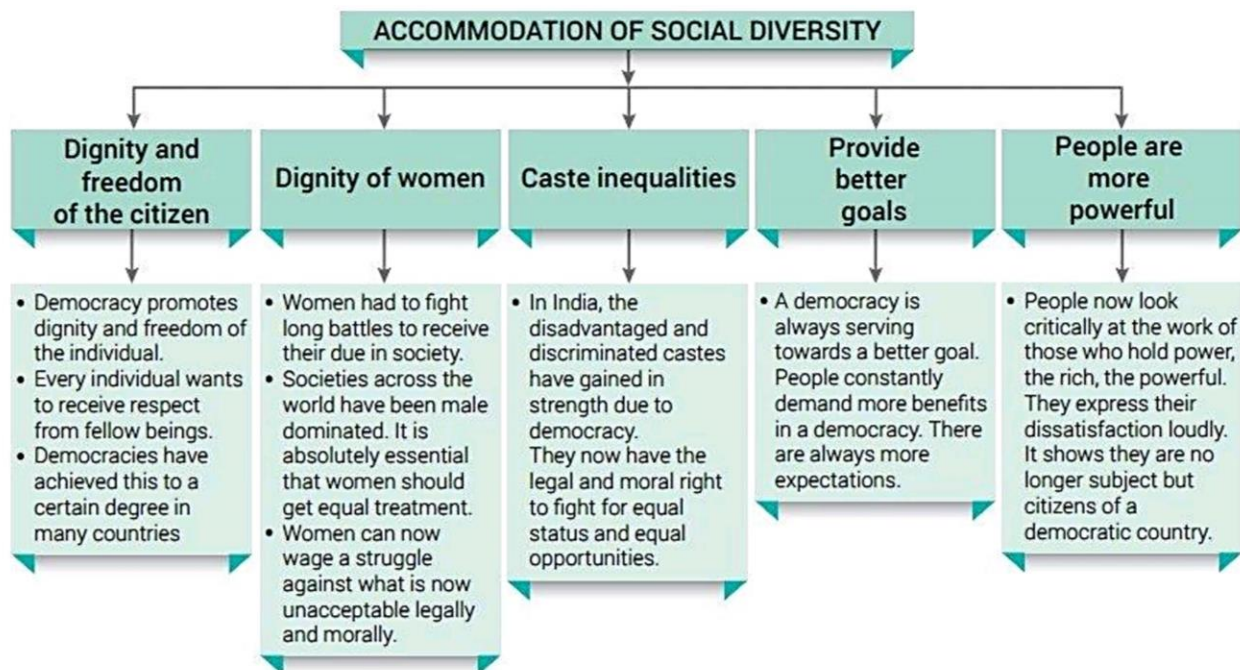 ACCOMMODATION OF SOCIAL DIVERSITY
Dignity and
freedom
of the citizen
• Democracy promotes
dignity and freedom of
the individual.
• Every individual wants
to receive respect
from fellow beings.
• Democracies have
achieved this to a
certain degree in
many countries
Dignity of women
• Women had to fight
long battles to receive
their due in society.
• Societies across the
world have been male
dominated. It is
absolutely essential
that women should
get equal treatment.
• Women can now
wage a struggle
against what is now
unacceptable legally
and morally.
Caste inequalities
• In India, the
disadvantaged and
discriminated castes
have gained in
strength due to
democracy.
They now have the
legal and moral right
to fight for equal
status and equal
opportunities.
Provide
better
goals
• A democracy is
always serving
towards a better goal.
People constantly
demand more benefits
in a democracy. There
are always more
expectations.
People are
more
powerful
• People now look
critically at the work of
those who hold power,
the rich, the powerful.
They express their
dissatisfaction loudly.
It shows they are no
longer subject but
citizens of a
democratic country.